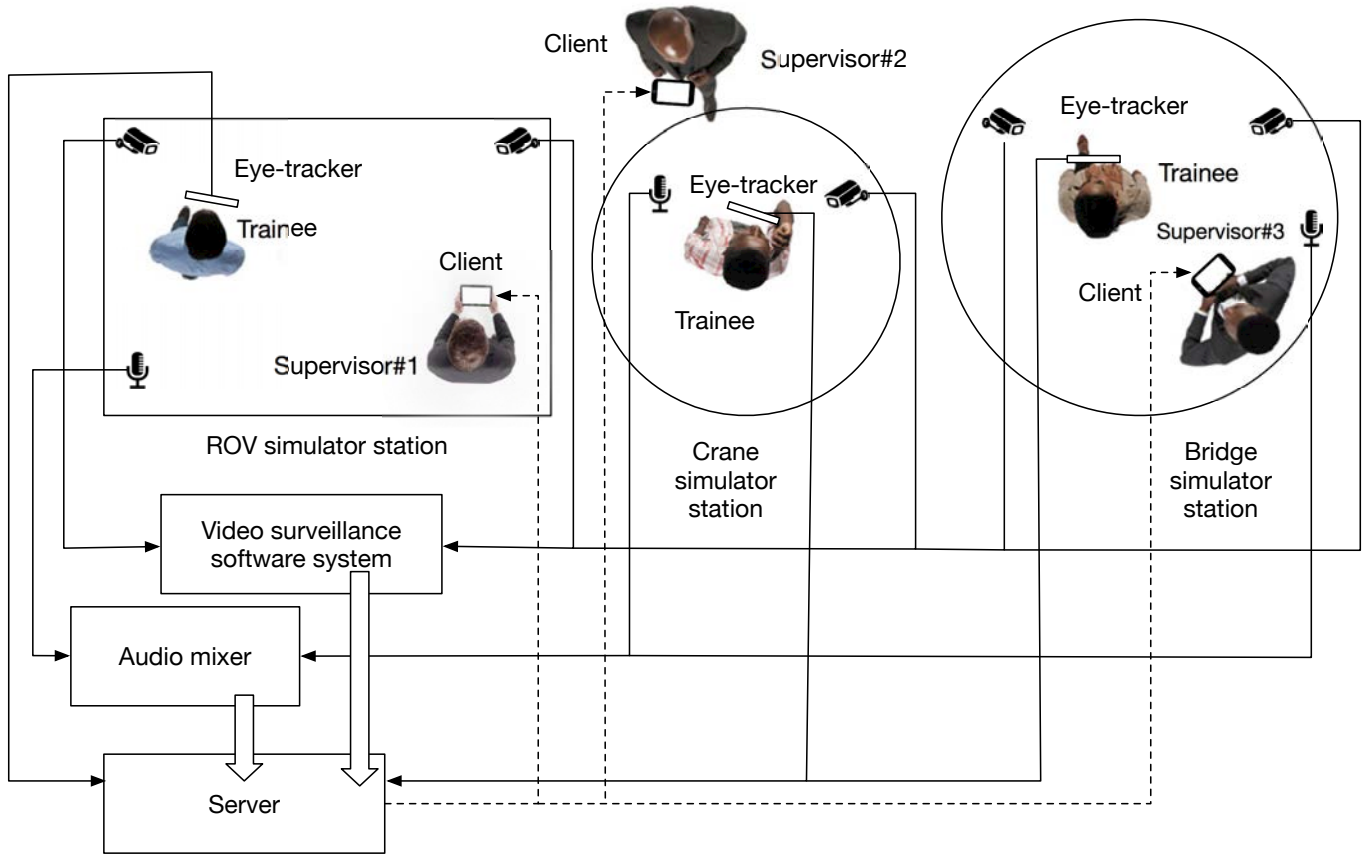 Client
Supervisor#2
Eye-tracker
Trainee
Client
Supervisor#1
ROV simulator station
Eye-tracker
Trainee
Crane
simulator
station
Eye-tracker
Trainee
Supervisor#3
Client
Bridge
simulator
station
Video surveillance
software system
Audio mixer
Server